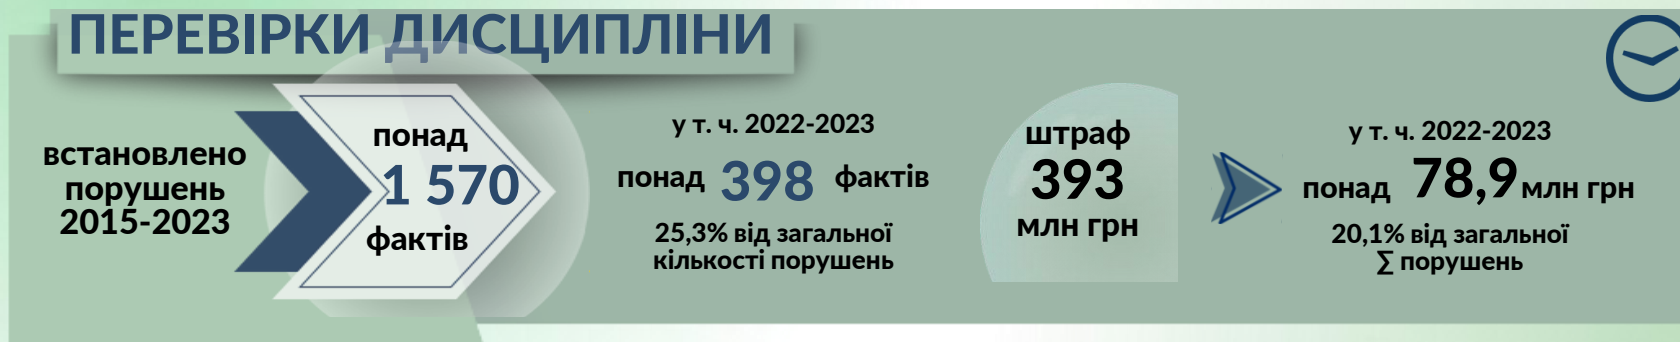 ПЕРЕВІРКИ ДИСЦИПЛІНИ
встановлено
порушень
2015-2023
понад
1 570
фактів
у т. ч. 2022-2023
понад 398 фактів
25,3% від загальної
кількості порушень
штраф
393
млн грн
у т. ч. 2022-2023
понад 78,9 млн грн
20,1% від загальної
∑ порушень